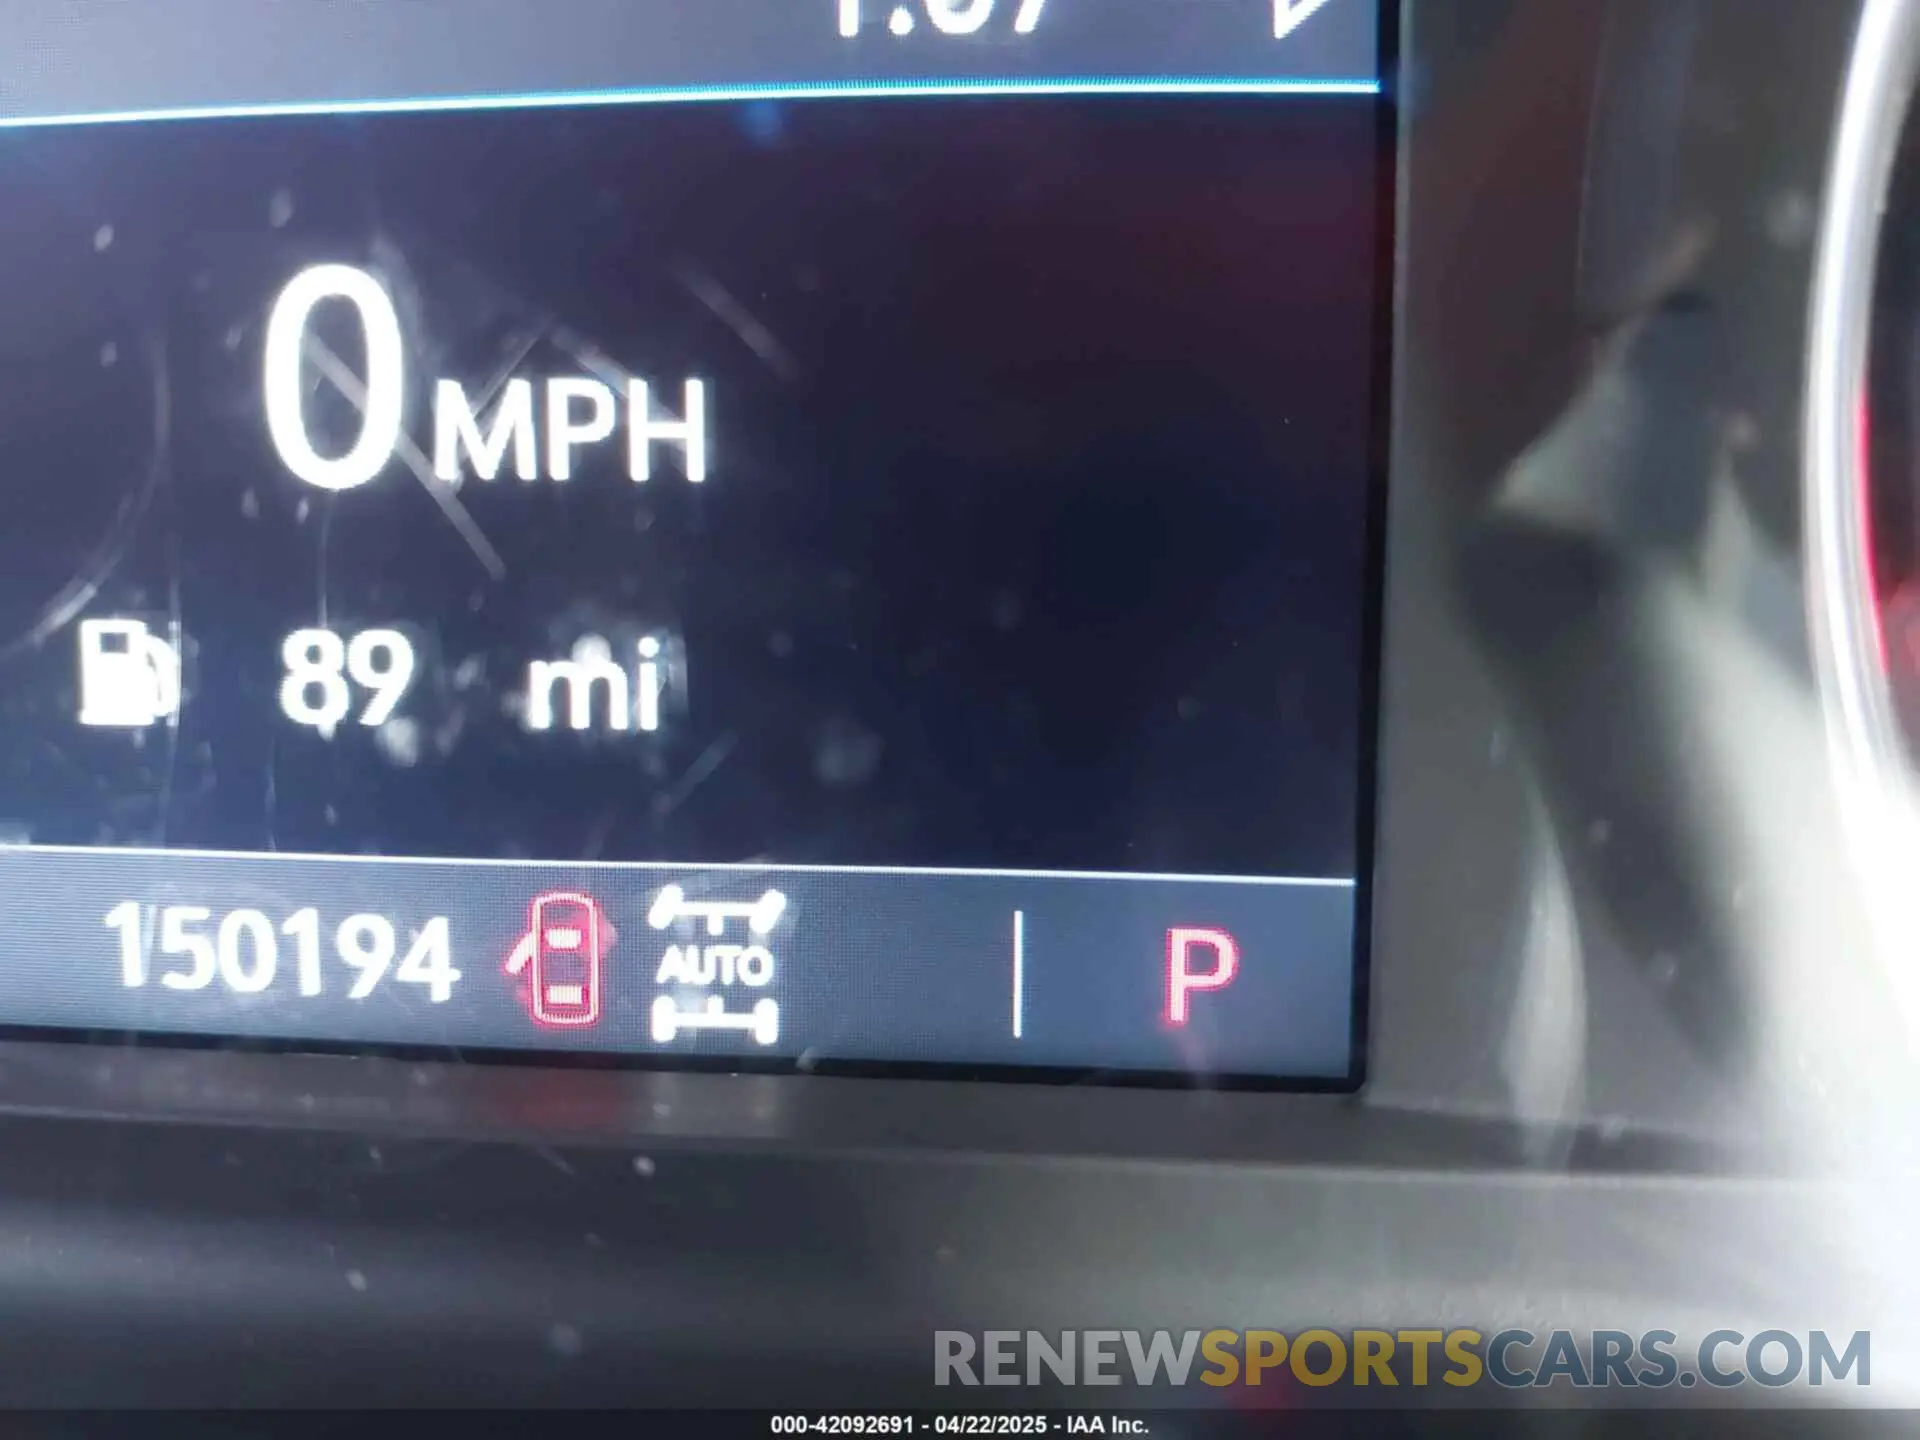 0 MPH
89 mi
150194 AUTO P
RENEWSPORTSCARS.COM
000-42092691 - 04/22/2025 - IAA Inc.